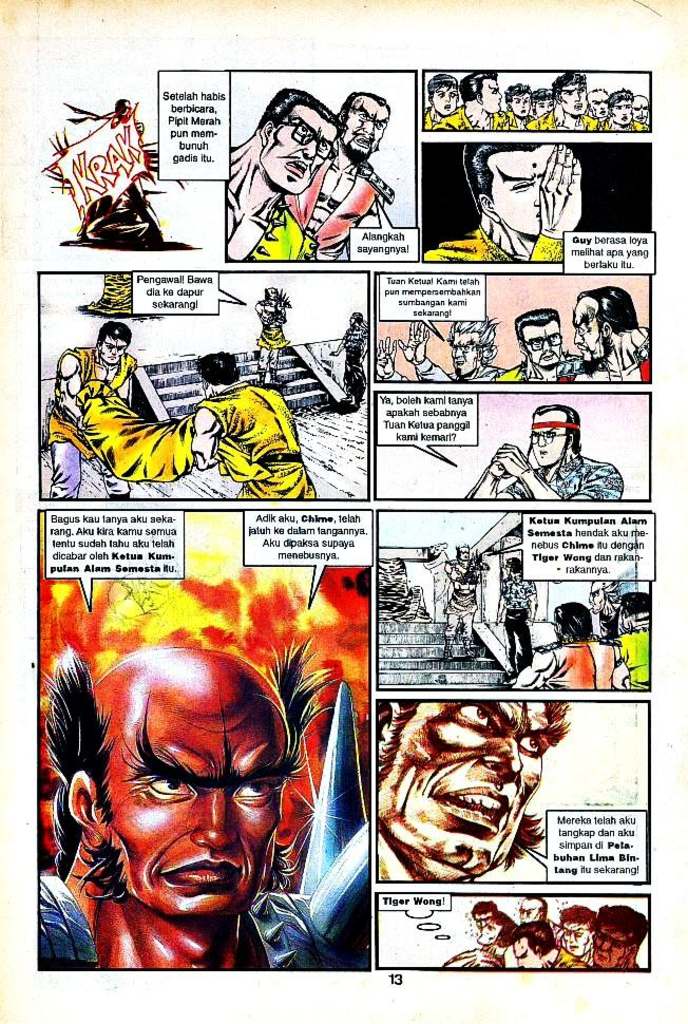 Setelah habis
berbicara,
Pipit Merah
pun mem-
bunuh
gadis itu.
KRAK
Alangkah
sayangnya!
Guy berasa loya
melihat apa yang
berlaku itu.
Pengawal! Bawa
dia ke dapur
sekarang!
Tuan Ketua! Kami telah
pun mempersembahkan
sumbangan kami
sekarang!
Ya, boleh kami tanya
apakah sebabnya
Tuan Ketua panggil
kami kemari?
Bagus kau tanya aku seka-
rang. Aku kira kamu semua
tentu sudah tahu aku telah
dicabar oleh Ketua Kum-
pulan Alam Semesta itu.
Adik aku, Chime, telah
jatuh ke dalam tangannya.
Aku dipaksa supaya
menebusnya.
Ketua Kumpulan Alam
Semesta hendak aku me-
nebus Chime itu dengan
Tiger Wong dan rakan-
rakannya.
Mereka telah aku
tangkap dan aku
simpan di Pela-
buhan Lima Bin-
tang itu sekarang!
Tiger Wong!
13